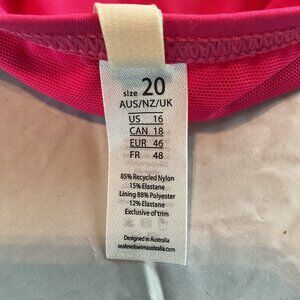 size 20
AUS/NZ/UK
US 16
CAN 18
EUR 46
FR 48
85% Recycled Nylon
15% Elastane
Lining 88% Polyester
12% Elastane
Exclusive of trim
Designed in Australia
sealevelswimaustralia.com